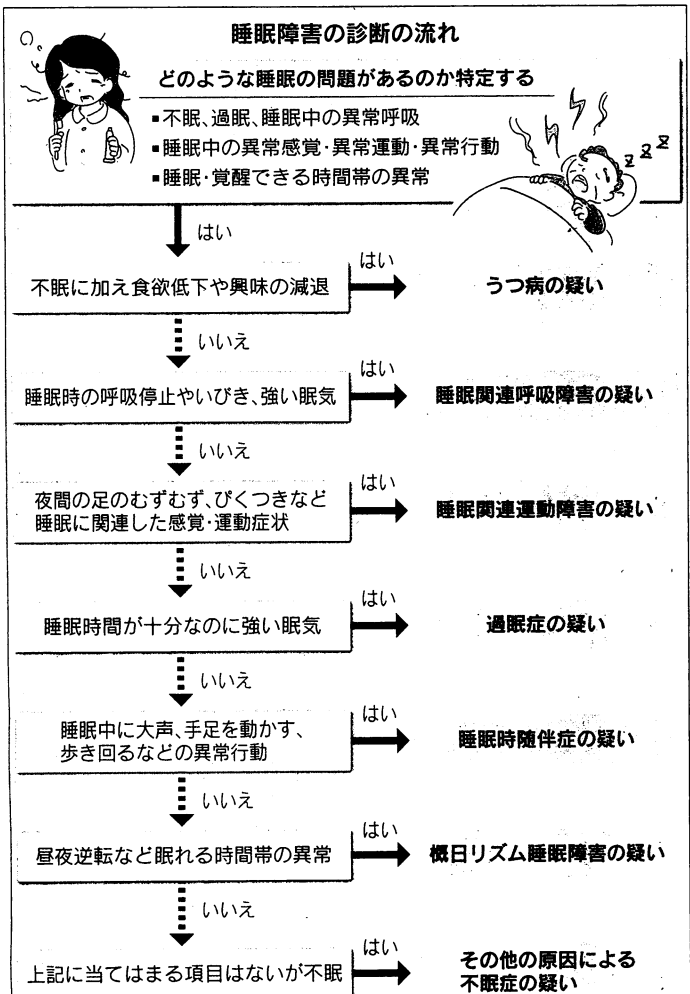 睡眠障害の診断の流れ
どのような睡眠の問題があるのか特定する
▪不眠、過眠、睡眠中の異常呼吸
▪睡眠中の異常感覚・異常運動・異常行動
▪睡眠・覚醒できる時間帯の異常
z z z
はい
不眠に加え食欲低下や興味の減退
はい
うつ病の疑い
いいえ
睡眠時の呼吸停止やいびき、強い眠気
はい
睡眠関連呼吸障害の疑い
いいえ
夜間の足のむずむず、ぴくつきなど
睡眠に関連した感覚・運動症状
はい
睡眠関連運動障害の疑い
いいえ
睡眠時間が十分なのに強い眠気
はい
過眠症の疑い
いいえ
睡眠中に大声、手足を動かす、
歩き回るなどの異常行動
はい
睡眠時随伴症の疑い
いいえ
昼夜逆転など眠れる時間帯の異常
はい
概日リズム睡眠障害の疑い
いいえ
上記に当てはまる項目はないが不眠
はい
その他の原因による
不眠症の疑い